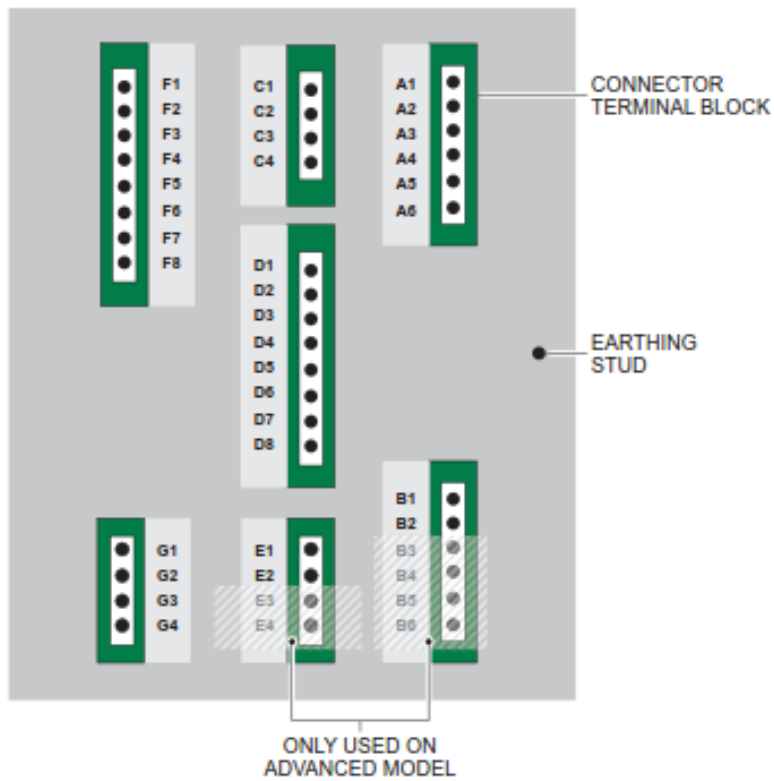 F1
F2
F3
F4
F5
F6
F7
F8
C1
C2
C3
C4
A1
A2
A3
A4
A5
A6
CONNECTOR
TERMINAL BLOCK
D1
D2
D3
D4
D5
D6
D7
D8
EARTHING
STUD
G1
G2
G3
G4
E1
E2
E3
E4
B1
B2
B3
B4
B5
B6
ONLY USED ON
ADVANCED MODEL